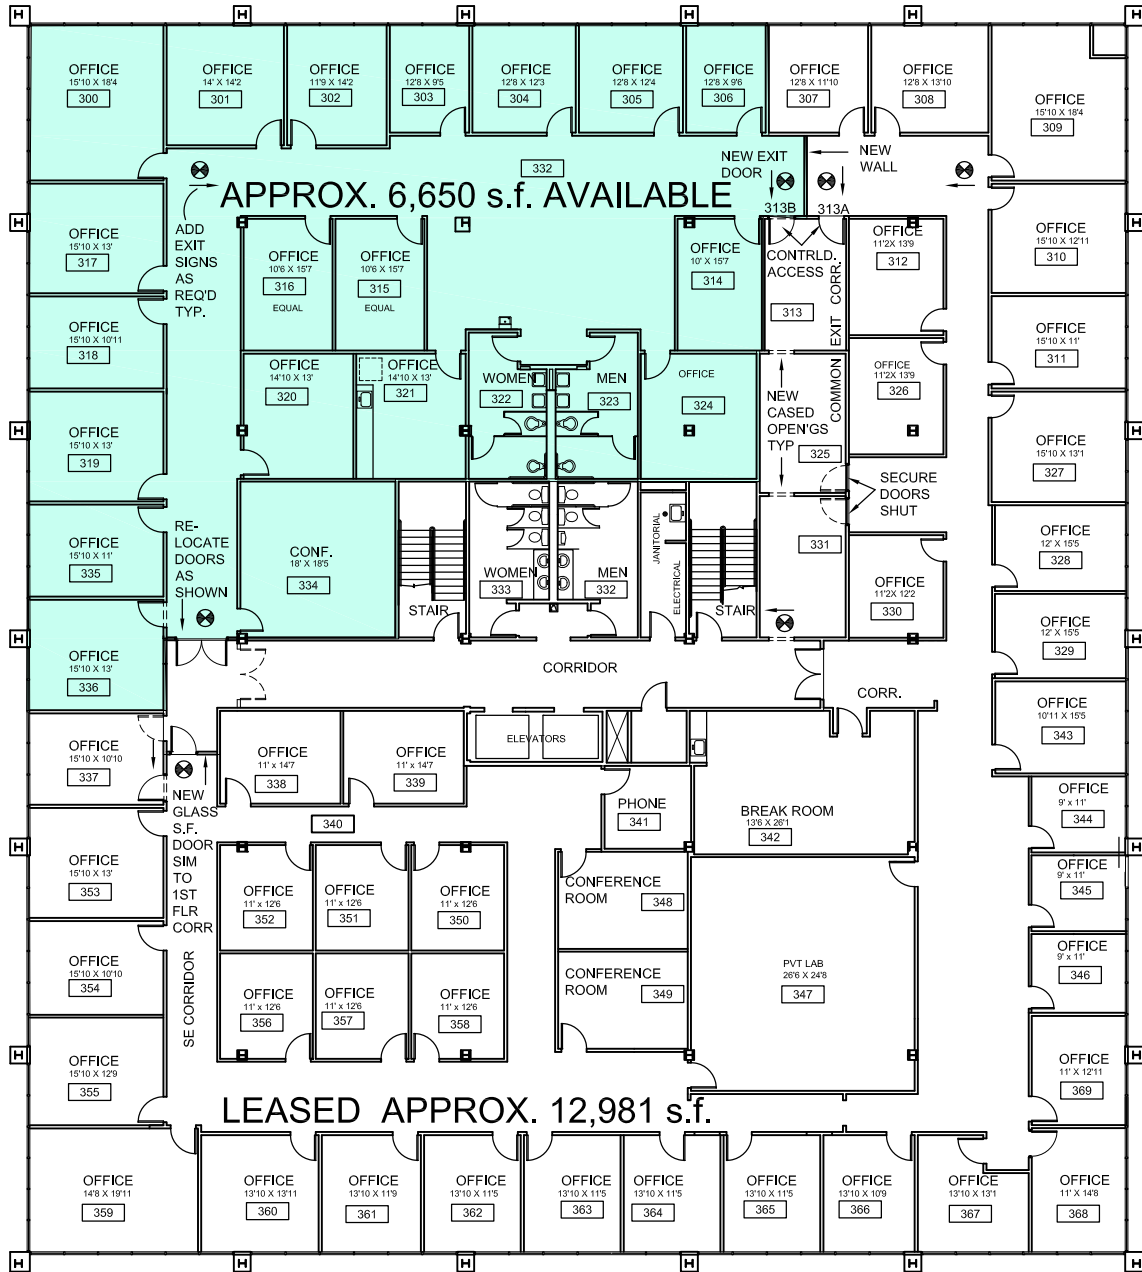 OFFICE
15'10 X 18'4
300
OFFICE
14' X 14'2
301
OFFICE
11'9 X 14'2
302
OFFICE
12'8 X 9'5
303
OFFICE
12'8 X 12'3
304
OFFICE
12'8 X 12'4
305
OFFICE
12'8 X 9'6
306
OFFICE
12'8 X 11'10
307
OFFICE
12'8 X 13'10
308
OFFICE
15'10 X 18'4
309
332
NEW EXIT
DOOR
NEW
WALL
APPROX. 6,650 s.f. AVAILABLE
313B
313A
ADD
EXIT
SIGNS
AS
REQ'D
TYP.
OFFICE
15'10 X 13'
317
OFFICE
10'6 X 15'7
316
EQUAL
OFFICE
10'6 X 15'7
315
EQUAL
OFFICE
10' X 15'7
314
CONTRLD.
ACCESS
313
EXIT CORR.
OFFICE
11'2X 13'9
312
OFFICE
15'10 X 12'11
310
OFFICE
15'10 X 10'11
318
OFFICE
15'10 X 11'
311
OFFICE
14'10 X 13'
320
OFFICE
14'10 X 13'
321
WOMEN
322
MEN
323
OFFICE
324
NEW
CASED
OPEN'GS
TYP
COMMON
325
OFFICE
11'2X 13'9
326
OFFICE
15'10 X 13'
319
OFFICE
15'10 X 13'1
327
SECURE
DOORS
SHUT
RE-
LOCATE
DOORS
AS
SHOWN
OFFICE
15'10 X 11'
335
CONF.
18' X 18'5
334
STAIR
WOMEN
333
MEN
332
JANITORIAL
ELECTRICAL
STAIR
331
OFFICE
11'2X 12'2
330
OFFICE
12' X 15'5
328
OFFICE
12' X 15'5
329
OFFICE
15'10 X 13'
336
CORRIDOR
CORR.
OFFICE
10'11 X 15'5
343
OFFICE
15'10 X 10'10
337
OFFICE
11' x 14'7
338
OFFICE
11' x 14'7
339
ELEVATORS
NEW
GLASS
S.F.
DOOR
SIM
TO
1ST
FLR
CORR
340
PHONE
341
BREAK ROOM
13'6 X 26'1
342
OFFICE
9' x 11'
344
OFFICE
15'10 X 13'
353
OFFICE
11' x 12'6
352
OFFICE
11' x 12'6
351
OFFICE
11' x 12'6
350
CONFERENCE
ROOM
348
OFFICE
9' x 11'
345
OFFICE
15'10 X 10'10
354
SE CORRIDOR
OFFICE
11' x 12'6
356
OFFICE
11' x 12'6
357
OFFICE
11' x 12'6
358
CONFERENCE
ROOM
349
PVT LAB
26'6 X 24'8
347
OFFICE
9' x 11'
346
OFFICE
15'10 X 12'9
355
OFFICE
11' X 12'11
369
LEASED APPROX. 12,981 s.f.
OFFICE
14'8 X 19'11
359
OFFICE
13'10 X 13'11
360
OFFICE
13'10 X 11'9
361
OFFICE
13'10 X 11'5
362
OFFICE
13'10 X 11'5
363
OFFICE
13'10 X 11'5
364
OFFICE
13'10 X 11'5
365
OFFICE
13'10 X 10'9
366
OFFICE
13'10 X 13'1
367
OFFICE
11' X 14'8
368